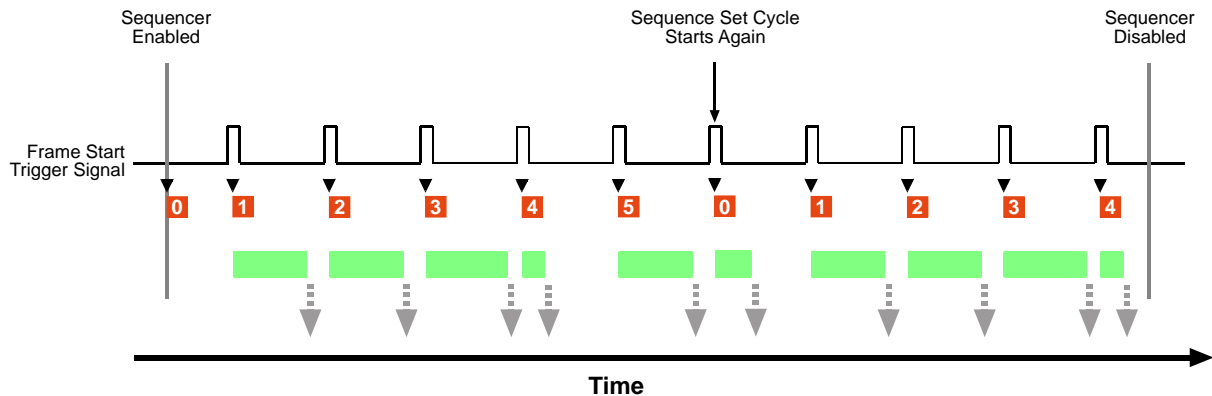 Sequencer
Enabled
Sequence Set Cycle
Starts Again
Sequencer
Disabled
Frame Start
Trigger Signal
0 1 2 3 4 5 0 1 2 3 4
Time